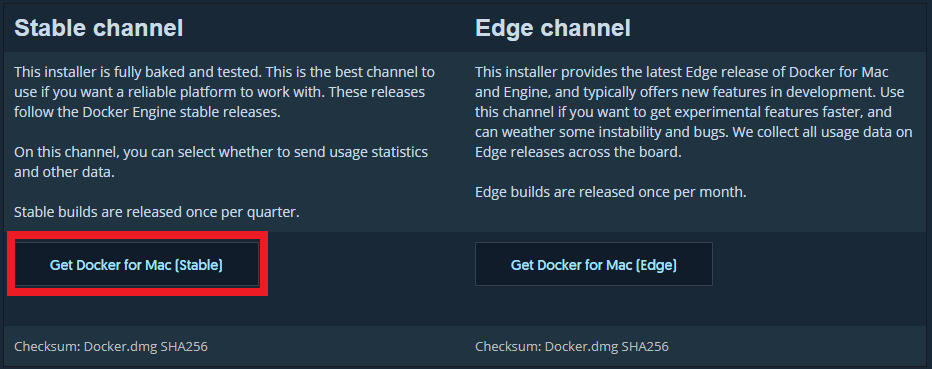 Stable channel
This installer is fully baked and tested. This is the best channel to
use if you want a reliable platform to work with. These releases
follow the Docker Engine stable releases.
On this channel, you can select whether to send usage statistics
and other data.
Stable builds are released once per quarter.
Get Docker for Mac (Stable)
Checksum: Docker.dmg SHA256
Edge channel
This installer provides the latest Edge release of Docker for Mac
and Engine, and typically offers new features in development. Use
this channel if you want to get experimental features faster, and
can weather some instability and bugs. We collect all usage data on
Edge releases across the board.
Edge builds are released once per month.
Get Docker for Mac (Edge)
Checksum: Docker.dmg SHA256